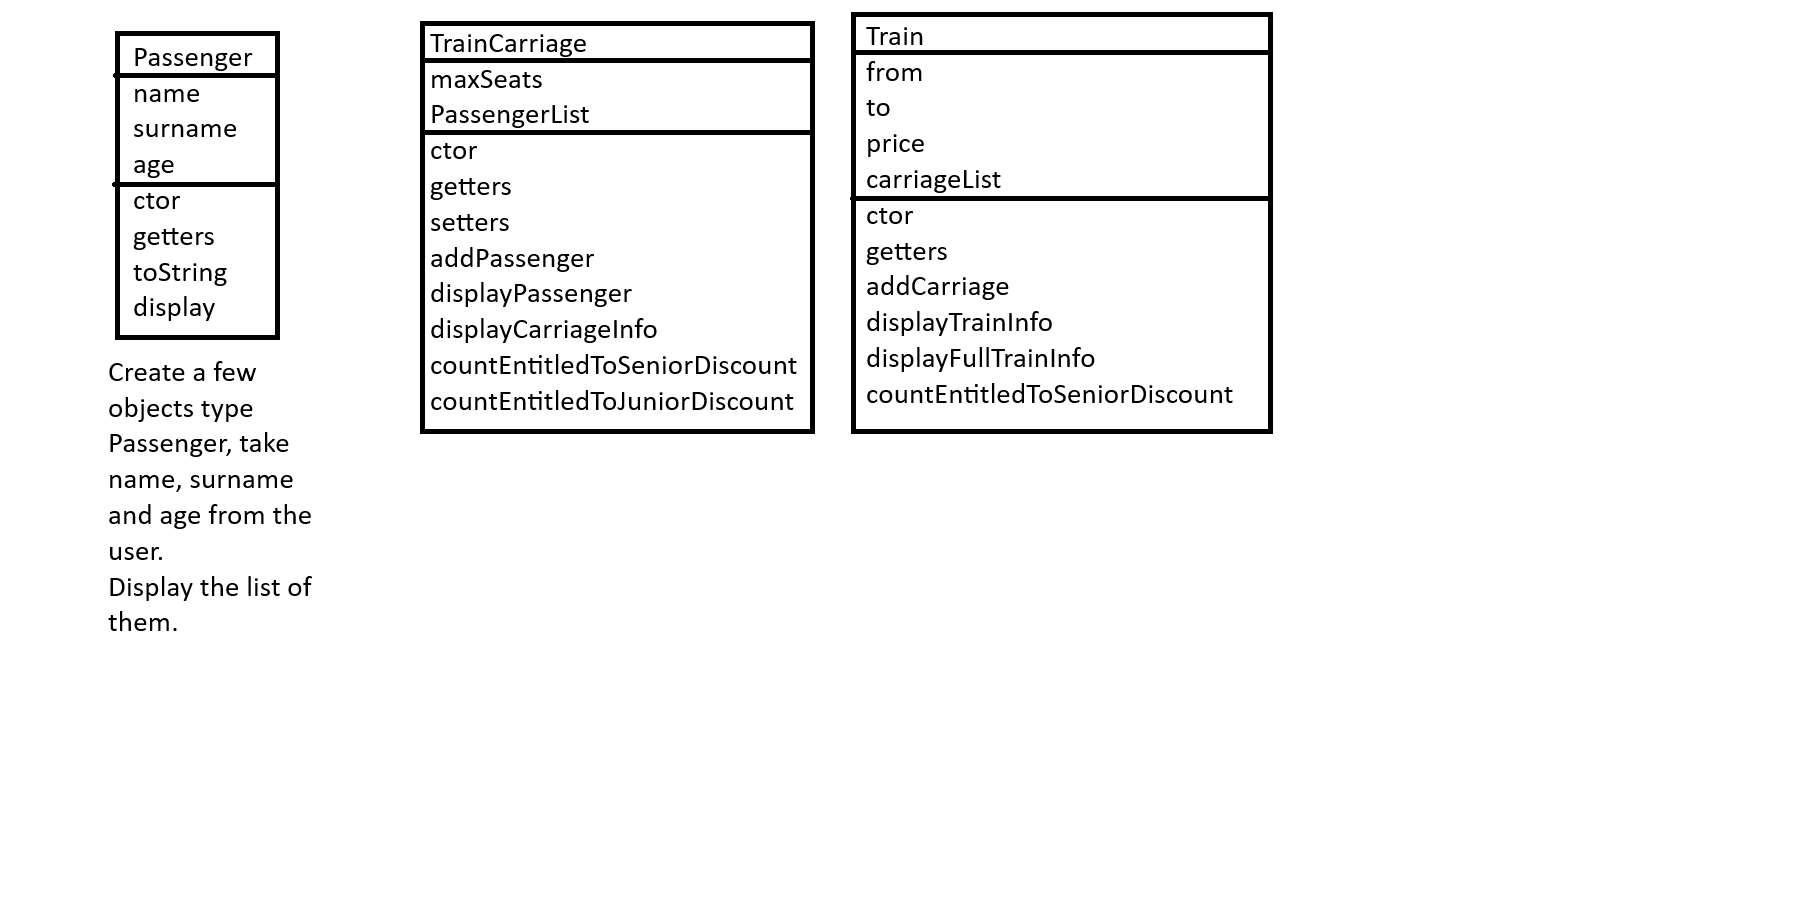 Passenger
name
surname
age
ctor
getters
toString
display
Create a few
objects type
Passenger, take
name, surname
and age from the
user.
Display the list of
them.
TrainCarriage
maxSeats
PassengerList
ctor
getters
setters
addPassenger
displayPassenger
displayCarriageInfo
countEntitledToSeniorDiscount
countEntitledToJuniorDiscount
Train
from
to
price
carriageList
ctor
getters
addCarriage
displayTrainInfo
displayFullTrainInfo
countEntitledToSeniorDiscount